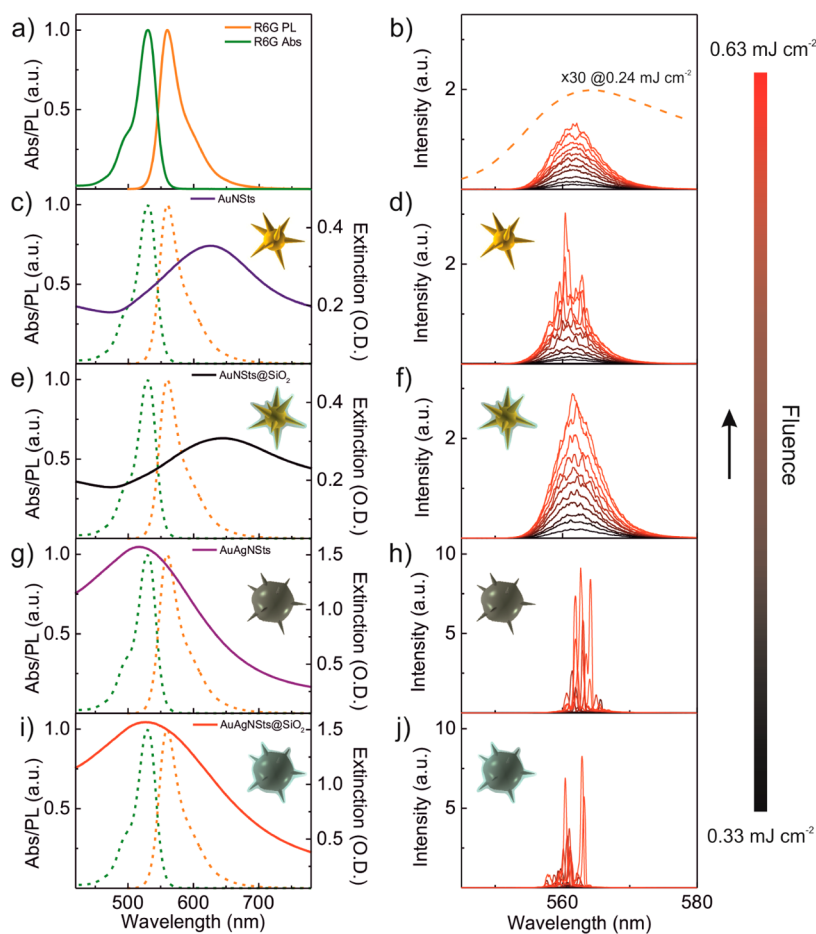 a)
R6G PL
R6G Abs
1.0
0.5
Abs/PL (a.u.)
b)
x30 @0.24 mJ cm-2
2
Intensity (a.u.)
0.63 mJ cm-2
c)
AuNSts
1.0
0.5
Abs/PL (a.u.)
0.4
0.2
Extinction (O.D.)
d)
2
Intensity (a.u.)
e)
AuNSts@SiO2
1.0
0.5
Abs/PL (a.u.)
0.4
0.2
Extinction (O.D.)
f)
2
Intensity (a.u.)
Fluence
g)
AuAgNSts
1.0
0.5
Abs/PL (a.u.)
1.5
1.0
0.5
Extinction (O.D.)
h)
10
5
Intensity (a.u.)
i)
AuAgNSts@SiO2
1.0
0.5
Abs/PL (a.u.)
1.5
1.0
0.5
Extinction (O.D.)
j)
10
5
Intensity (a.u.)
0.33 mJ cm-2
500 600 700
Wavelength (nm)
560 580
Wavelength (nm)